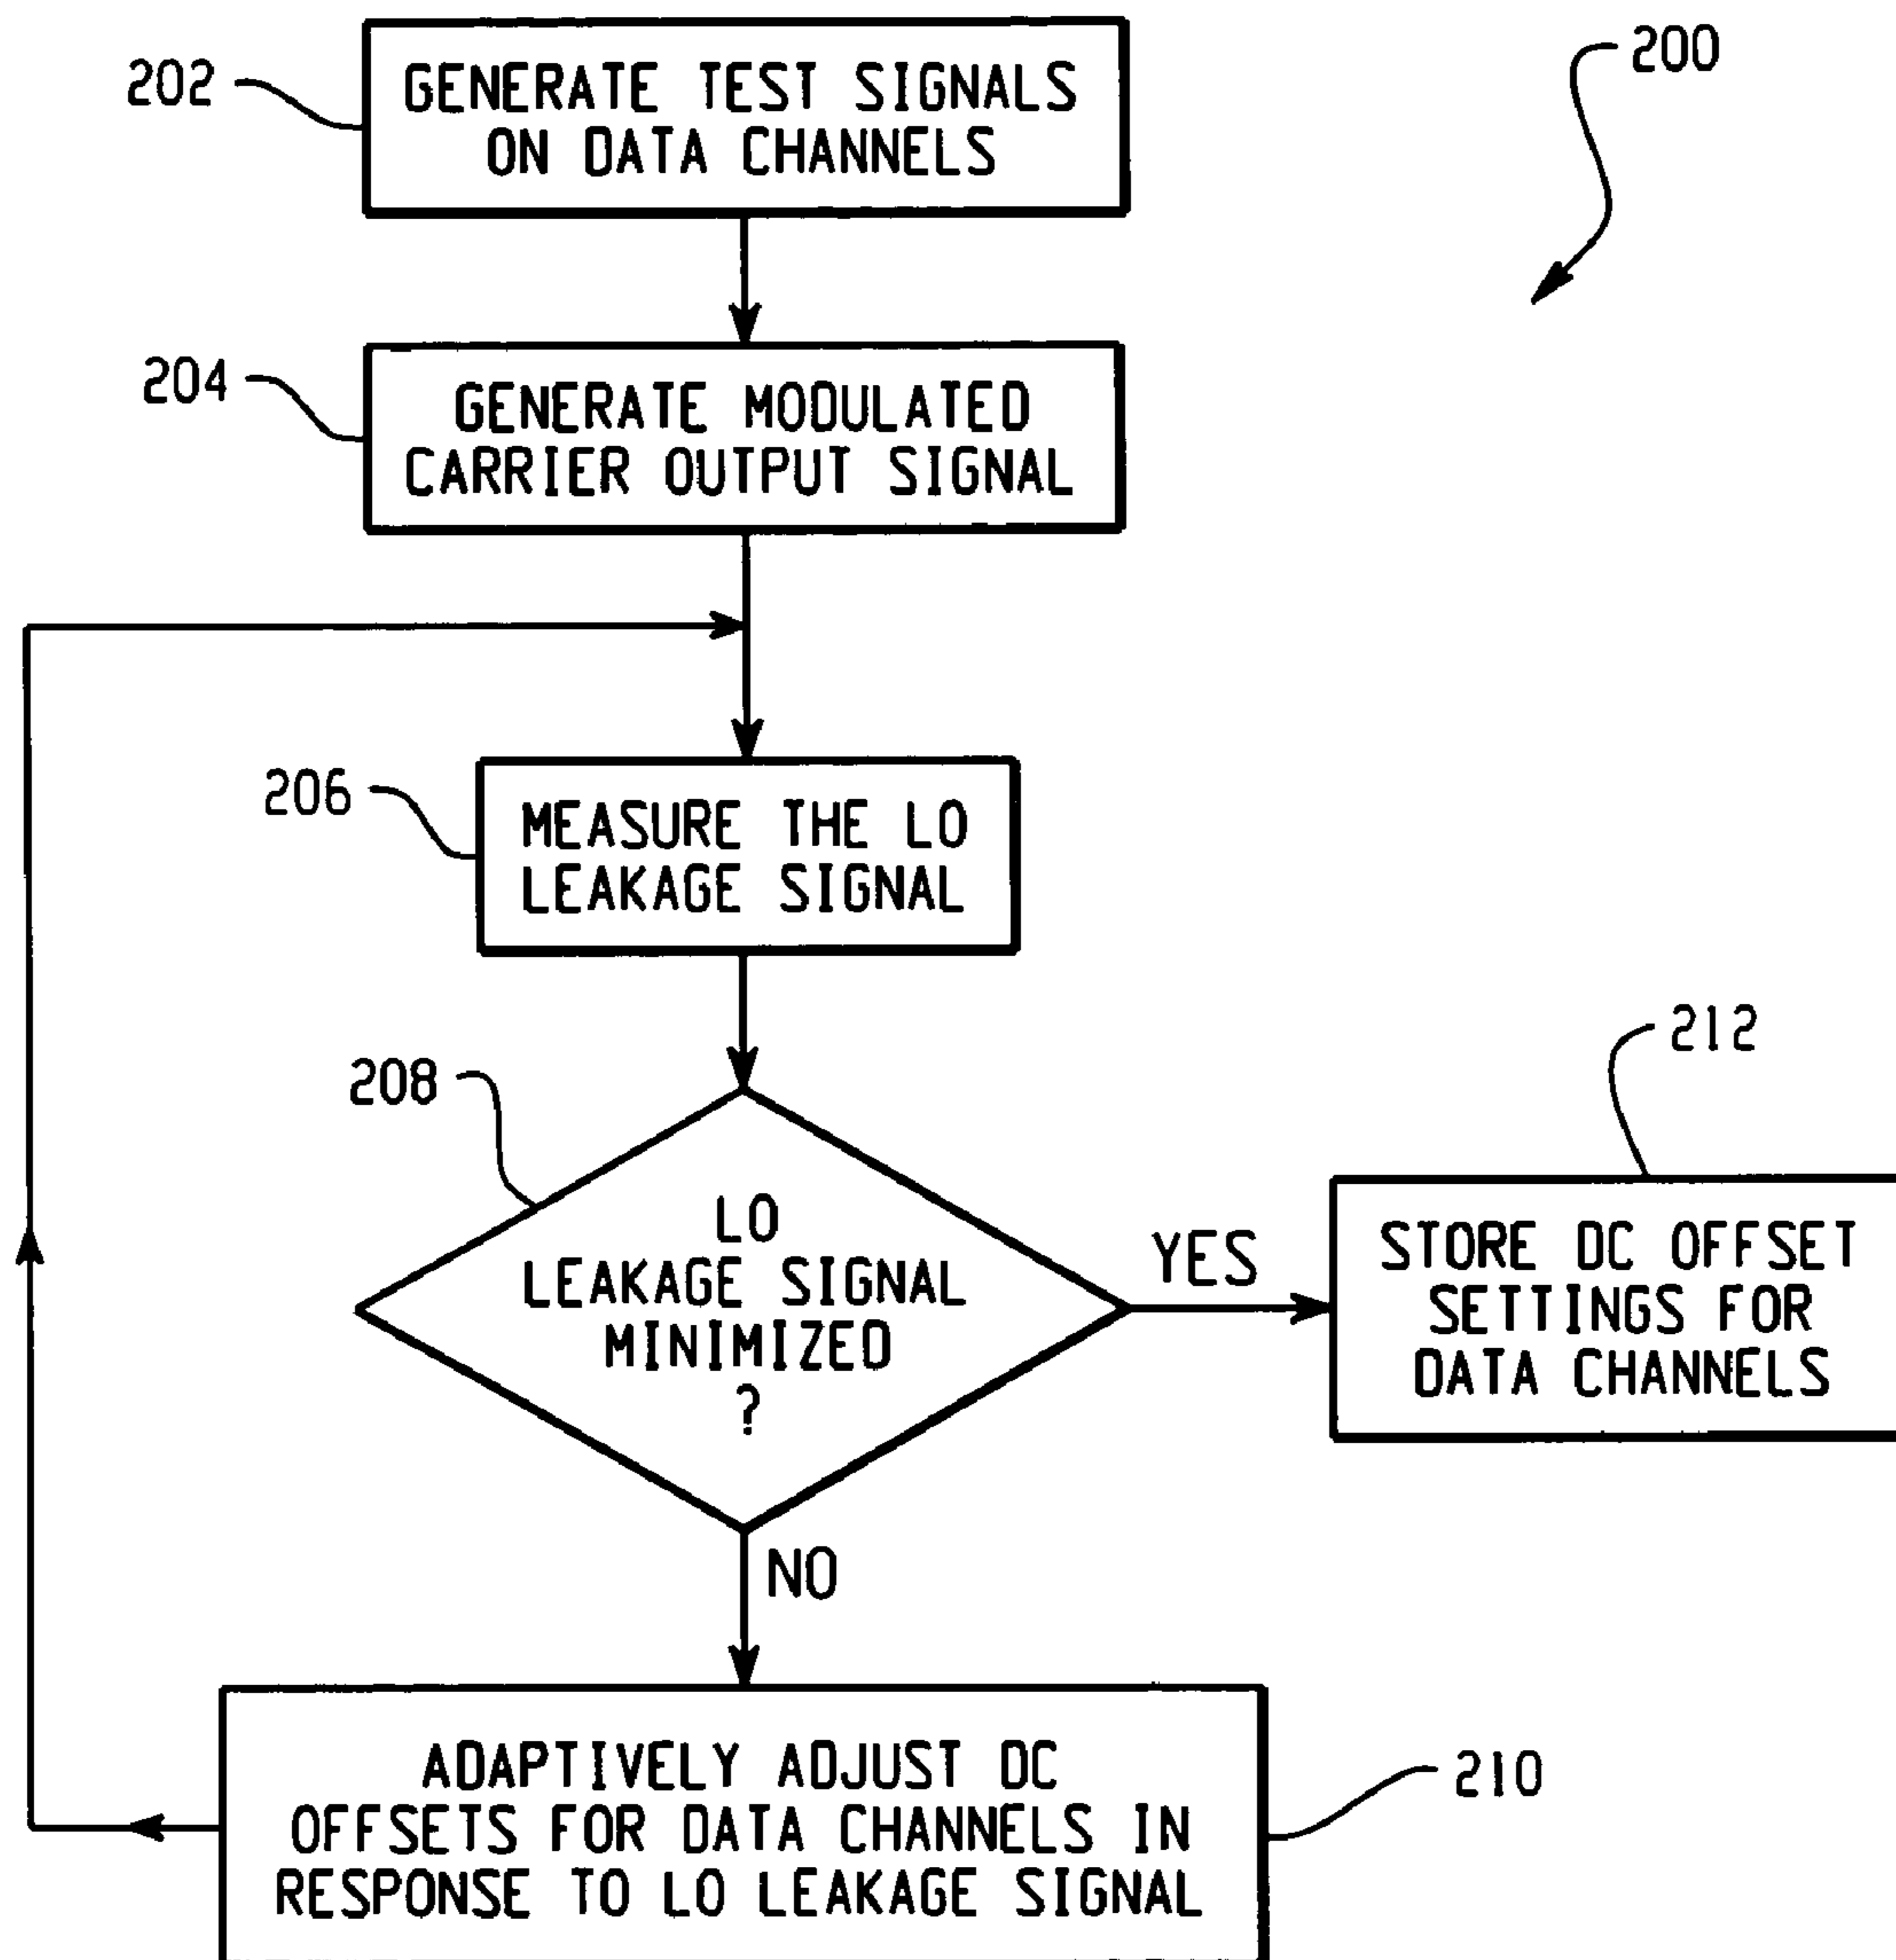 200
202
GENERATE TEST SIGNALS
ON DATA CHANNELS
204
GENERATE MODULATED
CARRIER OUTPUT SIGNAL
206
MEASURE THE LO
LEAKAGE SIGNAL
208
LO
LEAKAGE SIGNAL
MINIMIZED
?
YES
212
STORE DC OFFSET
SETTINGS FOR
DATA CHANNELS
NO
210
ADAPTIVELY ADJUST DC
OFFSETS FOR DATA CHANNELS IN
RESPONSE TO LO LEAKAGE SIGNAL